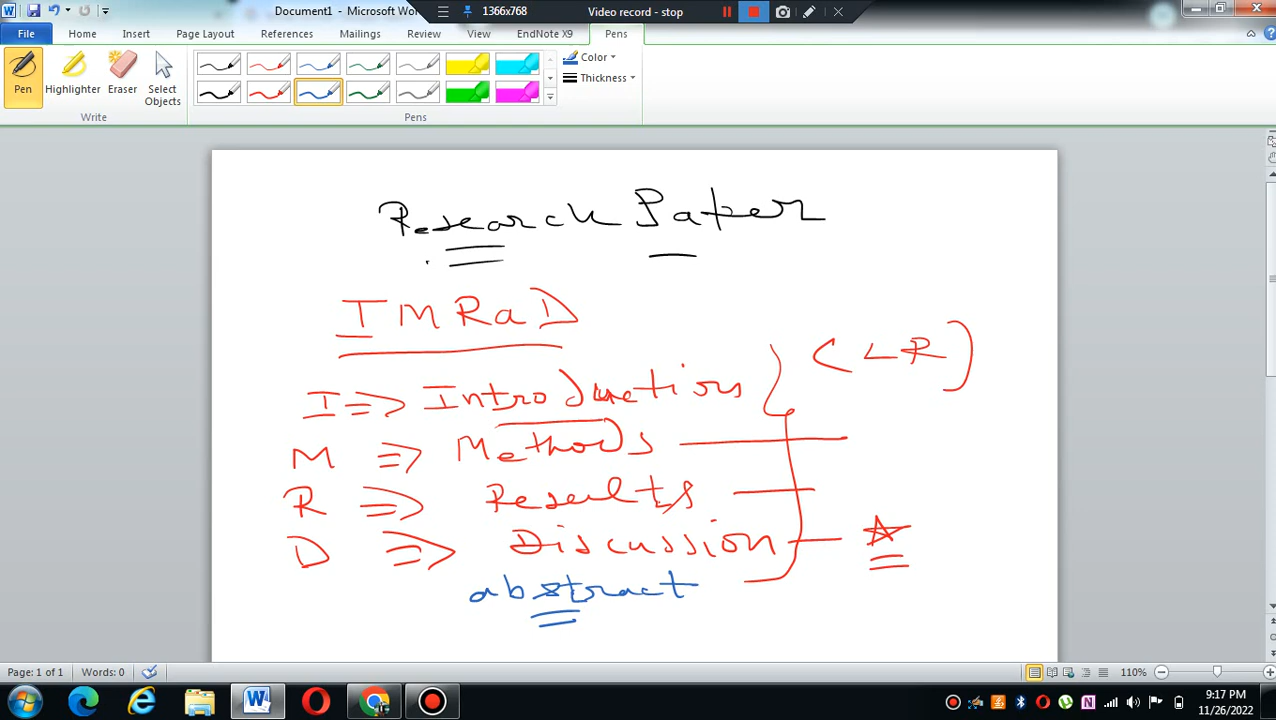 Document1 - Microsoft Wo
1366x768
Video record - stop
File Home Insert Page Layout References Mailings Review View EndNote X9 Pens
Pen Highlighter Eraser Select Objects
Color
Thickness
Write
Pens
Research Paper
IMRaD
I => Introduction (LR)
M => Methods
R => Results
D => Discussion
abstract
Page: 1 of 1 Words: 0
110%
9:17 PM
11/26/2022